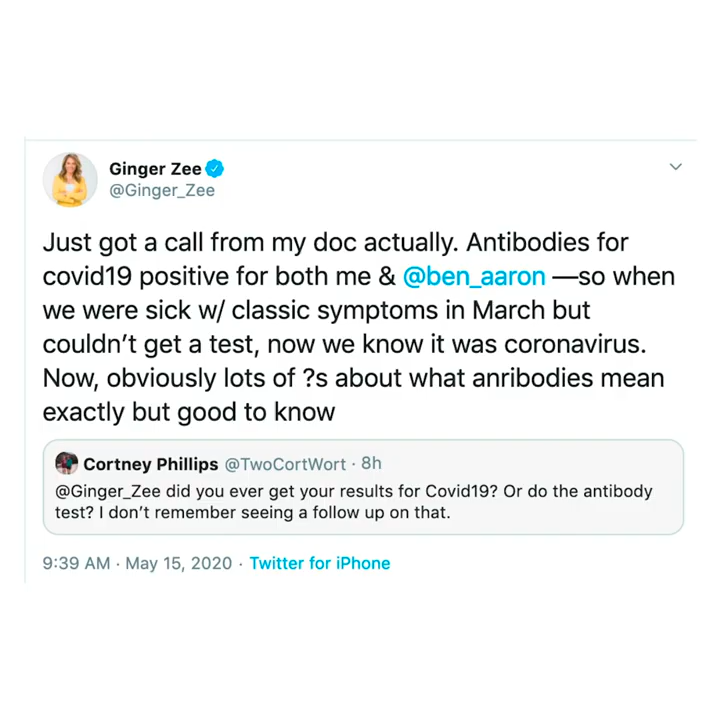 Ginger Zee
@Ginger_Zee
Just got a call from my doc actually. Antibodies for
covid19 positive for both me & @ben_aaron —so when
we were sick w/ classic symptoms in March but
couldn’t get a test, now we know it was coronavirus.
Now, obviously lots of ?s about what anribodies mean
exactly but good to know
Cortney Phillips @TwoCortWort · 8h
@Ginger_Zee did you ever get your results for Covid19? Or do the antibody
test? I don’t remember seeing a follow up on that.
9:39 AM · May 15, 2020 · Twitter for iPhone